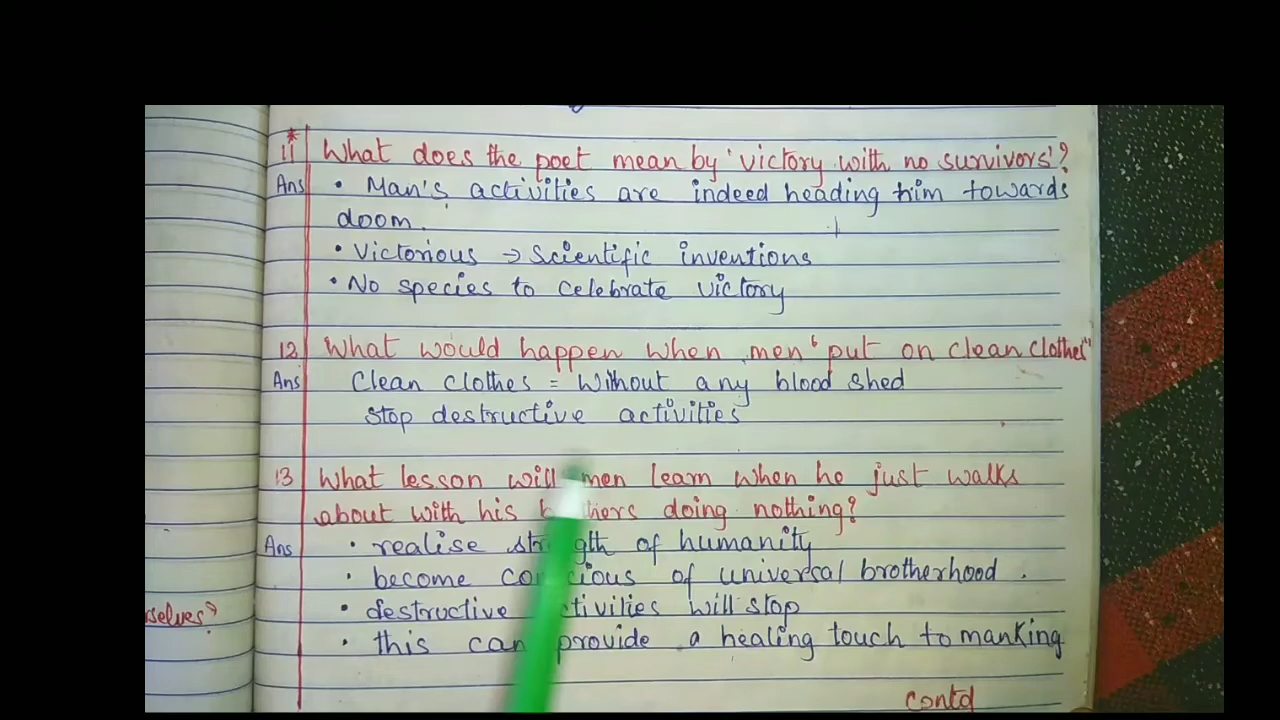 *
11 What does the poet mean by 'victory with no survivors'?
Ans • Man's activities are indeed heading him towards
doom.
• Victorious → Scientific inventions
• No species to celebrate victory
12 What would happen when men "put on clean clothes"
Ans Clean clothes = without any blood shed
stop destructive activities
13 What lesson will men learn when he just walks
about with his doing nothing?
Ans • realise of humanity
• become of universal brotherhood.
selves?
• destructive will stop
• this can provide a healing touch to manking
contd